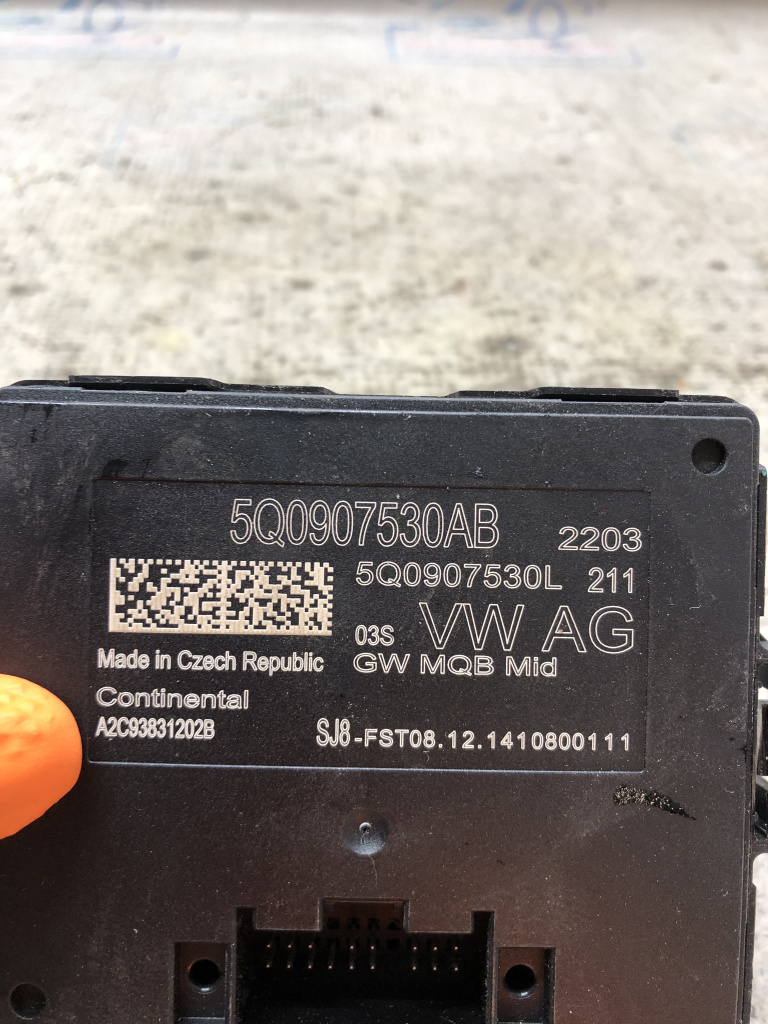 5Q0907530AB 2203
5Q0907530L 211
03S VW AG
Made in Czech Republic GW MQB Mid
Continental
A2C93831202B SJ8-FST08.12.1410800111